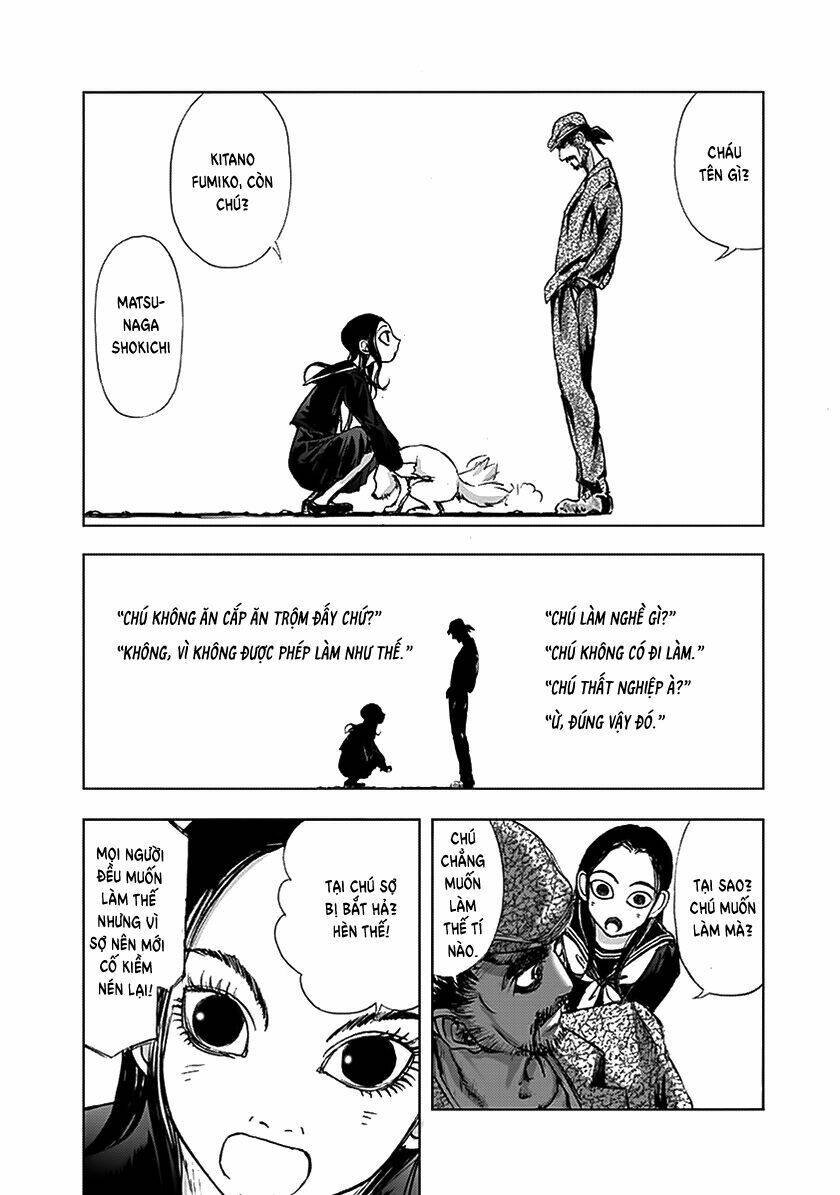 CHÁU
TÊN GÌ?
KITANO
FUMIKO, CÒN
CHÚ?
MATSU-
NAGA
SHOKICHI
"CHÚ LÀM NGHỀ GÌ?"
"CHÚ KHÔNG CÓ ĐI LÀM."
"CHÚ THẤT NGHIỆP À?"
"Ừ, ĐÚNG VẬY ĐÓ."
"CHÚ KHÔNG ĂN CẮP ĂN TRỘM ĐẤY CHỨ?"
"KHÔNG, VÌ KHÔNG ĐƯỢC PHÉP LÀM NHƯ THẾ."
TẠI SAO?
CHÚ MUỐN
LÀM MÀ?
CHÚ
CHẲNG
MUỐN
LÀM
THẾ TÍ
NÀO.
TẠI CHÚ SỢ
BỊ BẮT HẢ?
HÈN THẾ!
MỌI NGƯỜI
ĐỀU MUỐN
LÀM THẾ
NHƯNG VÌ
SỢ NÊN MỚI
CỐ KIỀM
NÉN LẠI!